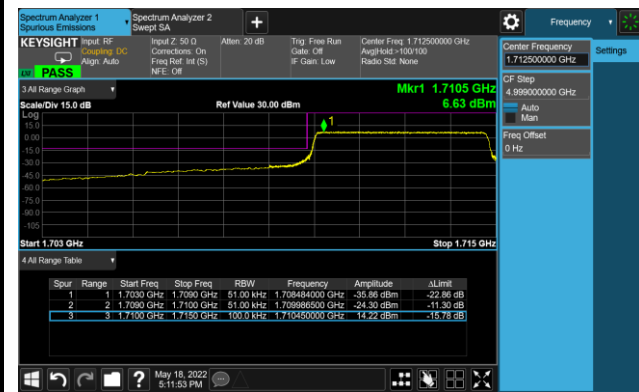 Spectrum Analyzer 1
Spurious Emissions
Spectrum Analyzer 2
Swept SA
+
Frequency
KEYSIGHT
Input: RF
Coupling: DC
Align: Auto
Input Z: 50 Ω
Corrections: On
Freq Ref: Int (S)
NFE: Off
Atten: 20 dB
Trig: Free Run
Gate: Off
IF Gain: Low
Center Freq: 1.712500000 GHz
Avg|Hold:>100/100
Radio Std: None
PASS
Center Frequency
1.712500000 GHz
Settings
CF Step
4.999000000 GHz
Auto
Man
Freq Offset
0 Hz
3 All Range Graph
Mkr1 1.7105 GHz
6.63 dBm
Scale/Div 15.0 dB
Ref Value 30.00 dBm
Log
15.0
0.00
-15.0
-30.0
-45.0
-60.0
-75.0
-90.0
-105
1
Start 1.703 GHz
Stop 1.715 GHz
4 All Range Table
Spur Range Start Freq Stop Freq RBW Frequency Amplitude ΔLimit
1 1 1.7030 GHz 1.7090 GHz 51.00 kHz 1.708484000 GHz -35.86 dBm -22.86 dB
2 2 1.7090 GHz 1.7100 GHz 51.00 kHz 1.709986500 GHz -24.30 dBm -11.30 dB
3 3 1.7100 GHz 1.7150 GHz 100.0 kHz 1.710450000 GHz 14.22 dBm -15.78 dB
?
May 18, 2022
5:11:53 PM